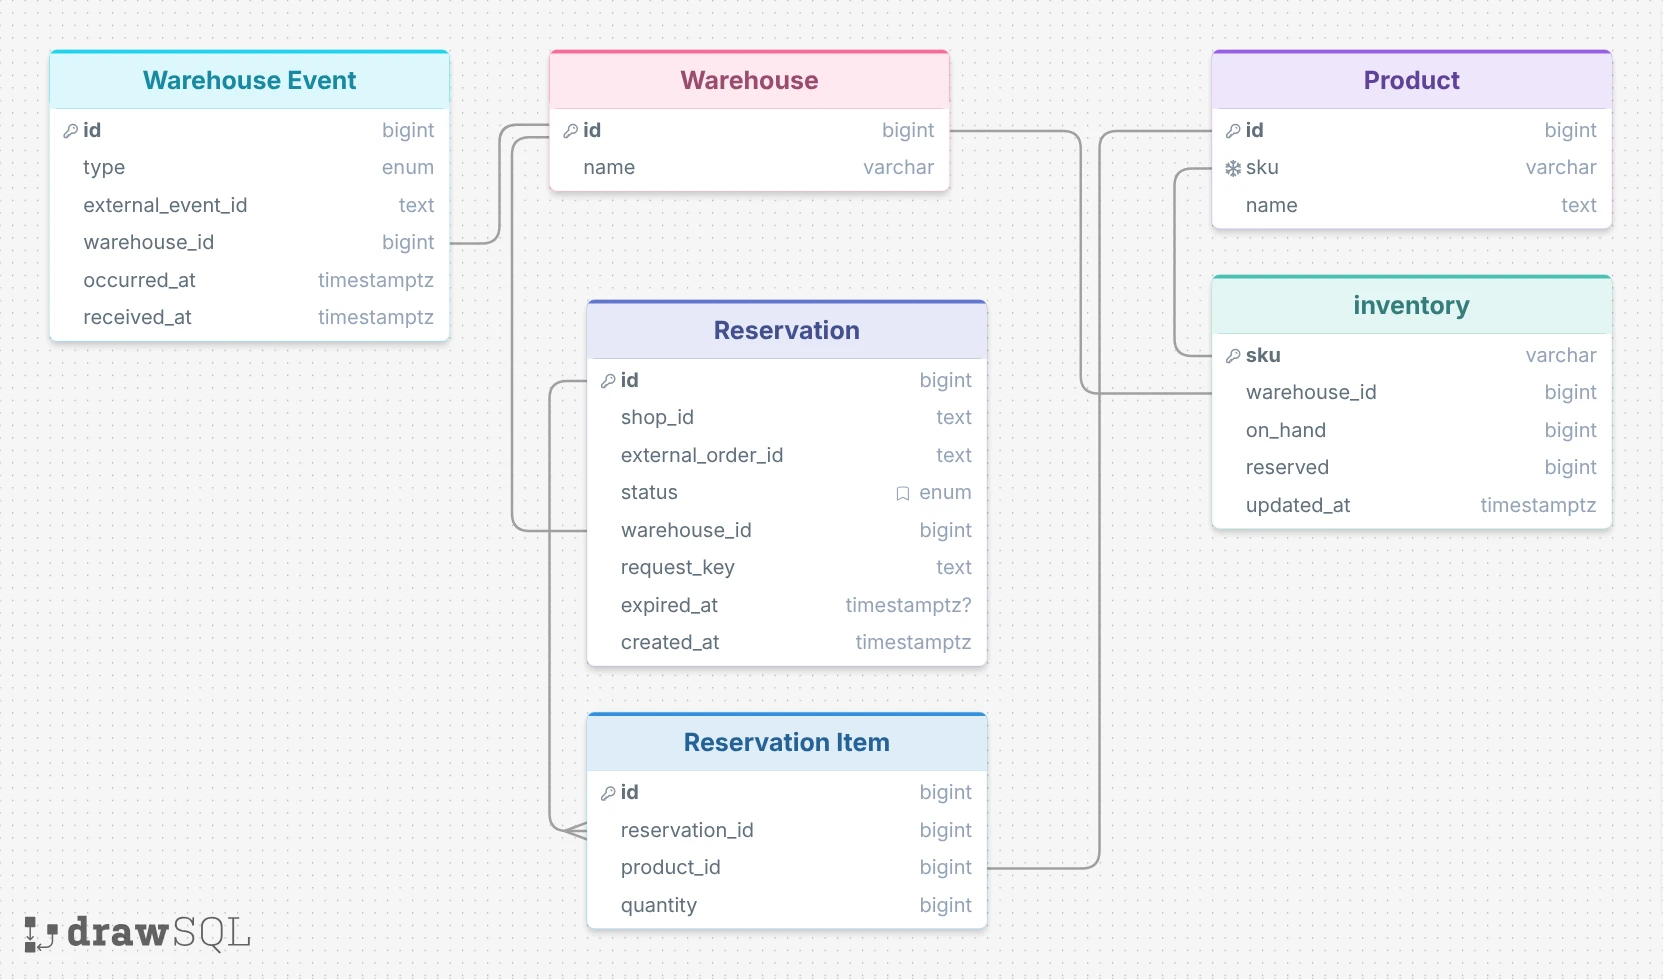 Warehouse Event
id bigint
type enum
external_event_id text
warehouse_id bigint
occurred_at timestamptz
received_at timestamptz
Warehouse
id bigint
name varchar
Product
id bigint
sku varchar
name text
inventory
sku varchar
warehouse_id bigint
on_hand bigint
reserved bigint
updated_at timestamptz
Reservation
id bigint
shop_id text
external_order_id text
status enum
warehouse_id bigint
request_key text
expired_at timestamptz?
created_at timestamptz
Reservation Item
id bigint
reservation_id bigint
product_id bigint
quantity bigint
drawSQL